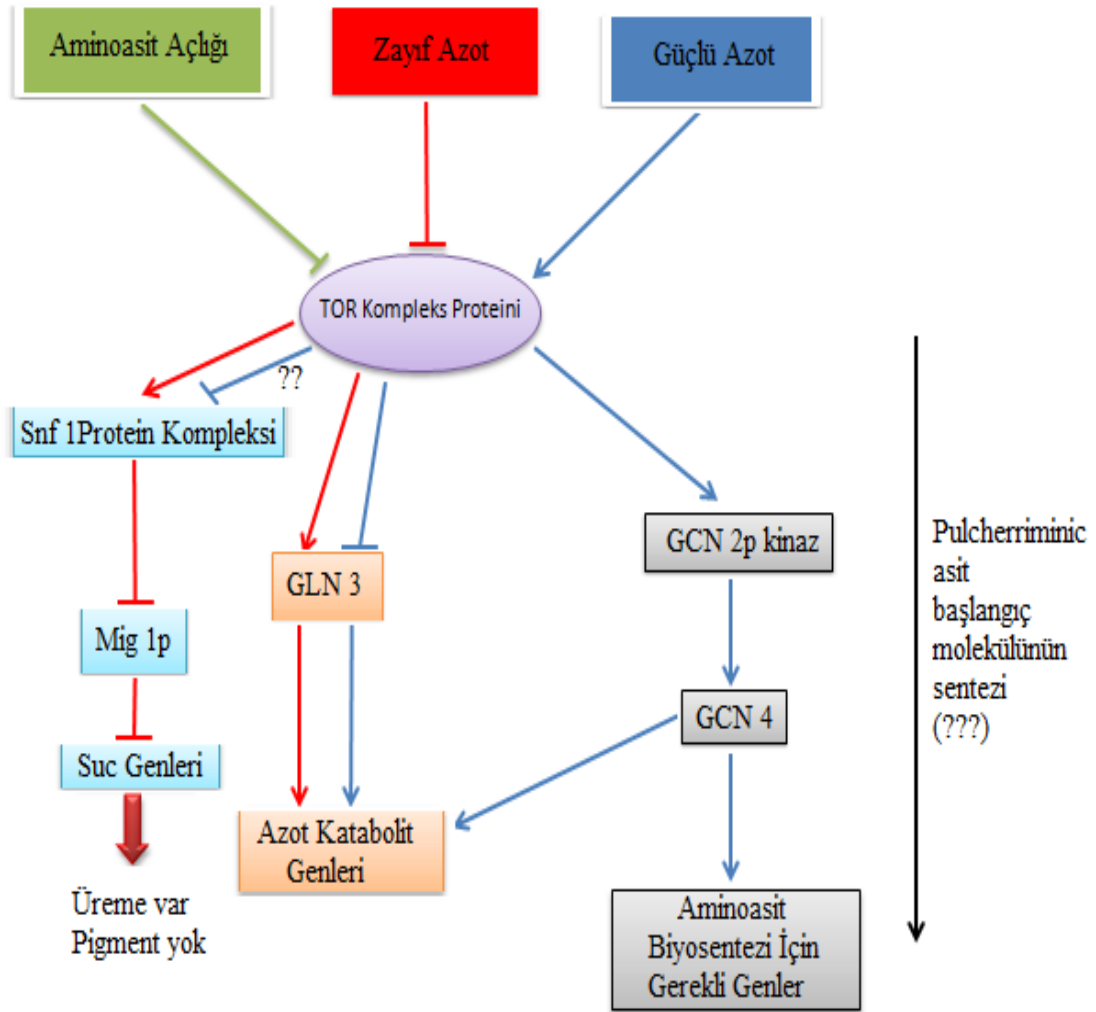 Aminoasit Açlığı
Zayıf Azot
Güçlü Azot
TOR Kompleks Proteini
??
Snf 1Protein Kompleksi
GLN 3
GCN 2p kinaz
Mig 1p
GCN 4
Suc Genleri
Azot Katabolit
Genleri
Üreme var
Pigment yok
Aminoasit
Biyosentezi İçin
Gerekli Genler
Pulcherriminic
asit
başlangıç
molekülünün
sentezi
(???)